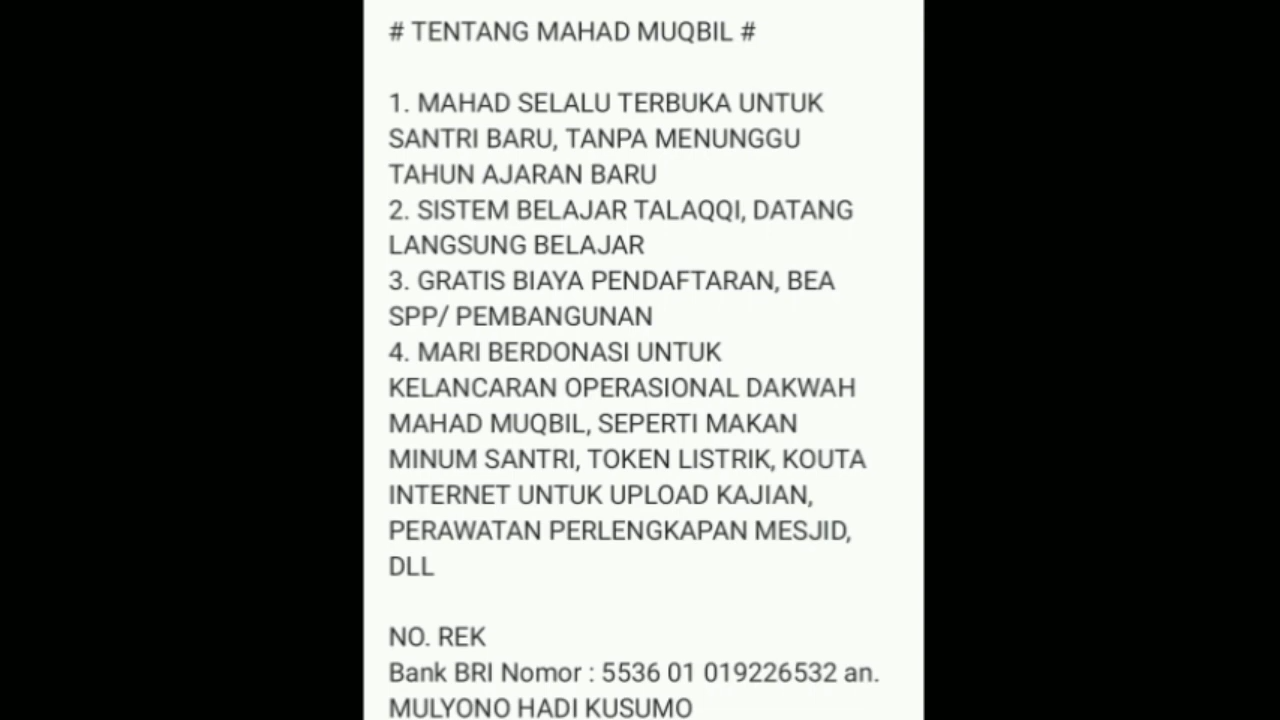 # TENTANG MAHAD MUQBIL #
1. MAHAD SELALU TERBUKA UNTUK
SANTRI BARU, TANPA MENUNGGU
TAHUN AJARAN BARU
2. SISTEM BELAJAR TALAQQI, DATANG
LANGSUNG BELAJAR
3. GRATIS BIAYA PENDAFTARAN, BEA
SPP/ PEMBANGUNAN
4. MARI BERDONASI UNTUK
KELANCARAN OPERASIONAL DAKWAH
MAHAD MUQBIL, SEPERTI MAKAN
MINUM SANTRI, TOKEN LISTRIK, KOUTA
INTERNET UNTUK UPLOAD KAJIAN,
PERAWATAN PERLENGKAPAN MESJID,
DLL
NO. REK
Bank BRI Nomor : 5536 01 019226532 an.
MULYONO HADI KUSUMO